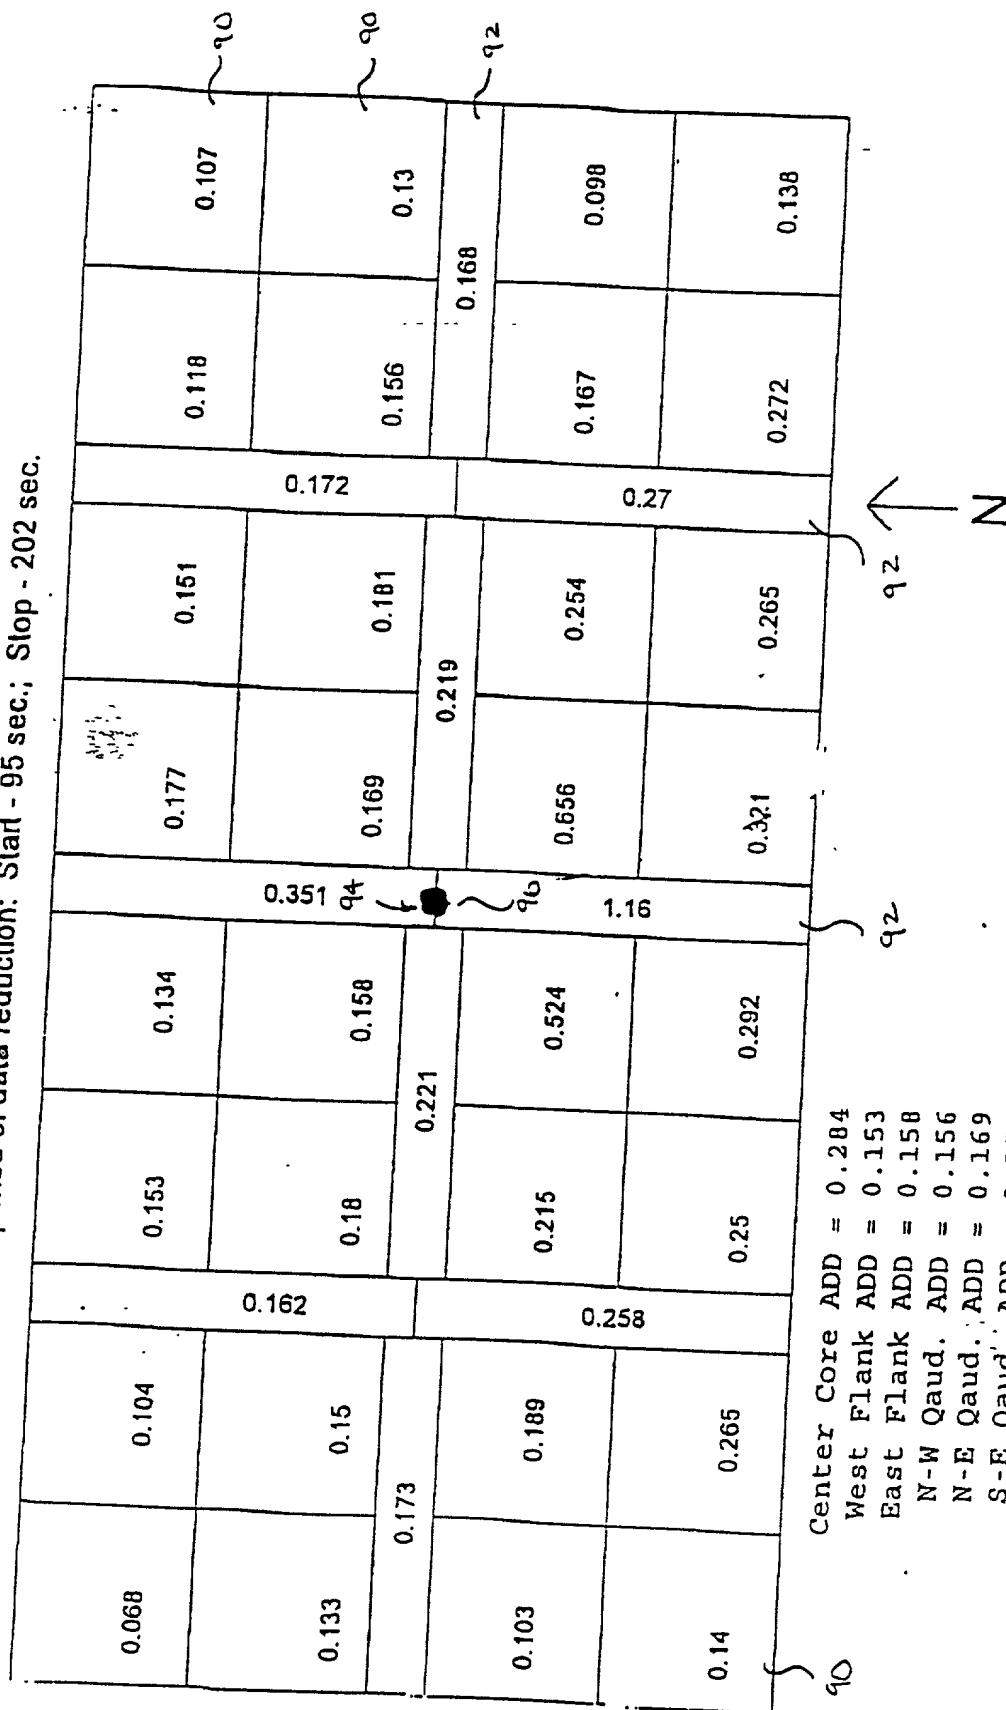 of data reduction: Start - 95 sec.; Stop - 202 sec.
0.068 0.104 0.162 0.153 0.134 0.351 0.177 0.151 0.172 0.118 0.107 90
0.133 0.15 0.18 0.158 94 0.169 0.181 0.156 0.13 90
0.173 0.221 96 0.219 0.168 92
0.103 0.189 0.258 0.215 0.524 1.16 0.656 0.254 0.27 0.167 0.098
0.14 0.265 0.25 0.292 0.321 0.265 0.272 0.138
90 92 92
Center Core ADD = 0.284
West Flank ADD = 0.153
East Flank ADD = 0.158
N-W Qaud. ADD = 0.156
N-E Qaud. ADD = 0.169
S-E Qaud. ADD
N